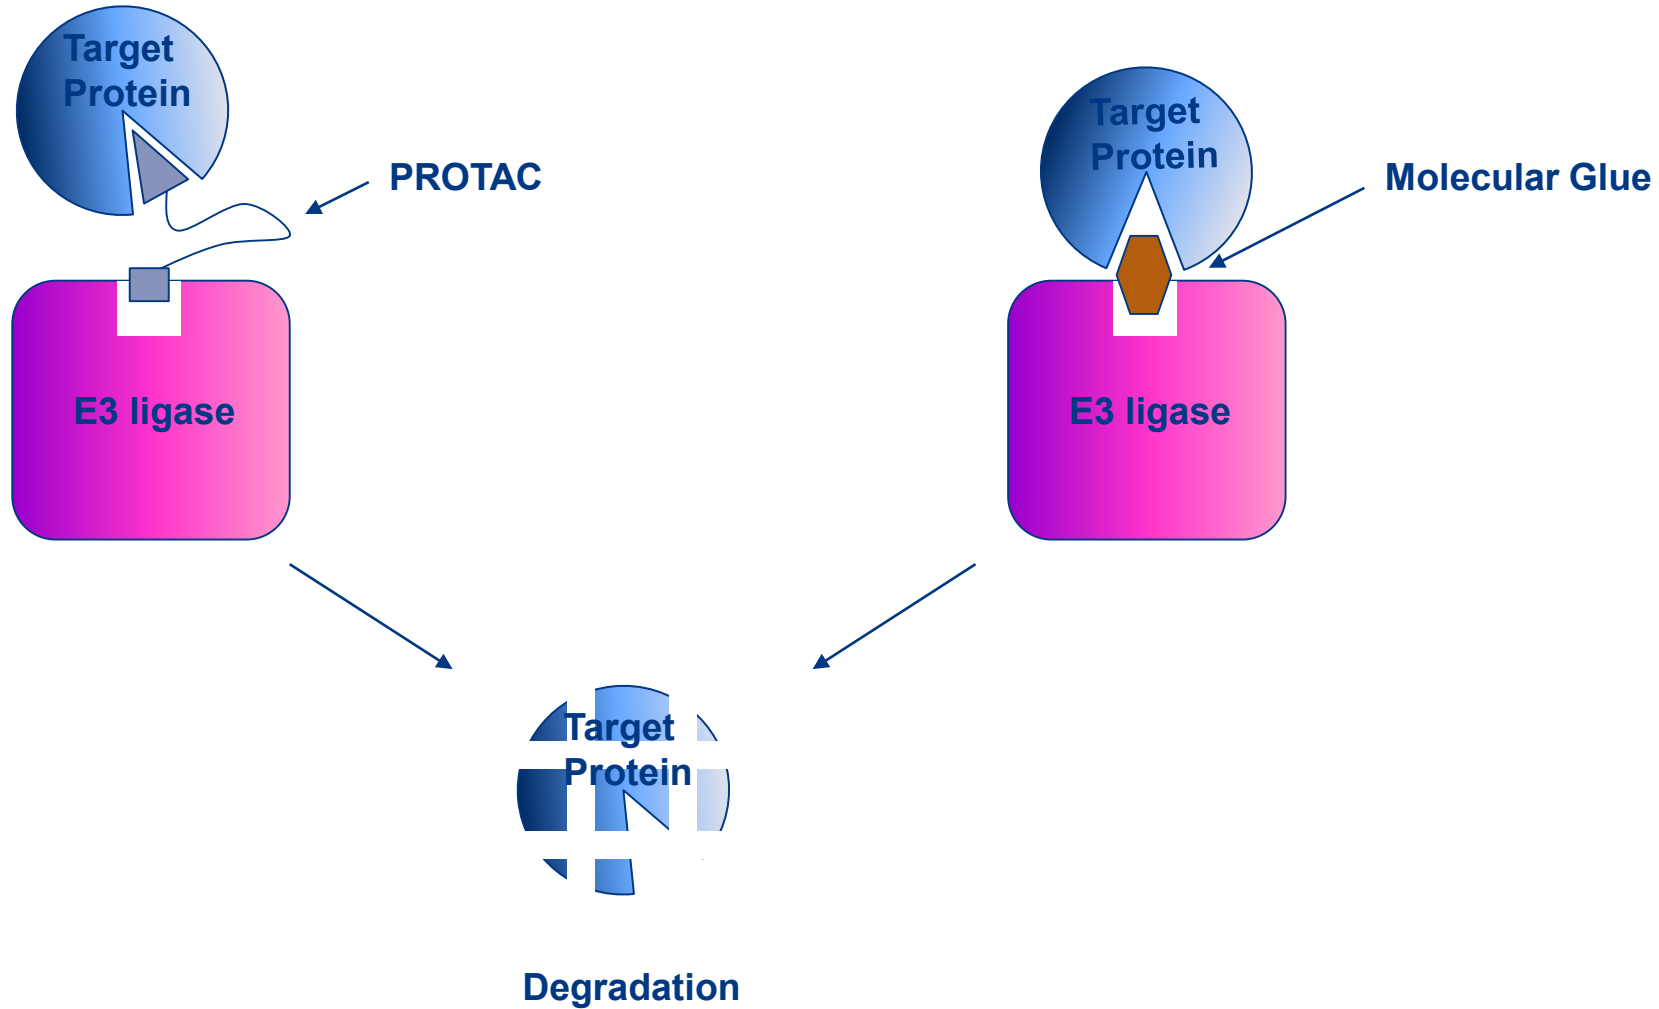 Target
Protein
PROTAC
E3 ligase
Target
Protein
Molecular Glue
E3 ligase
Target
Protein
Degradation